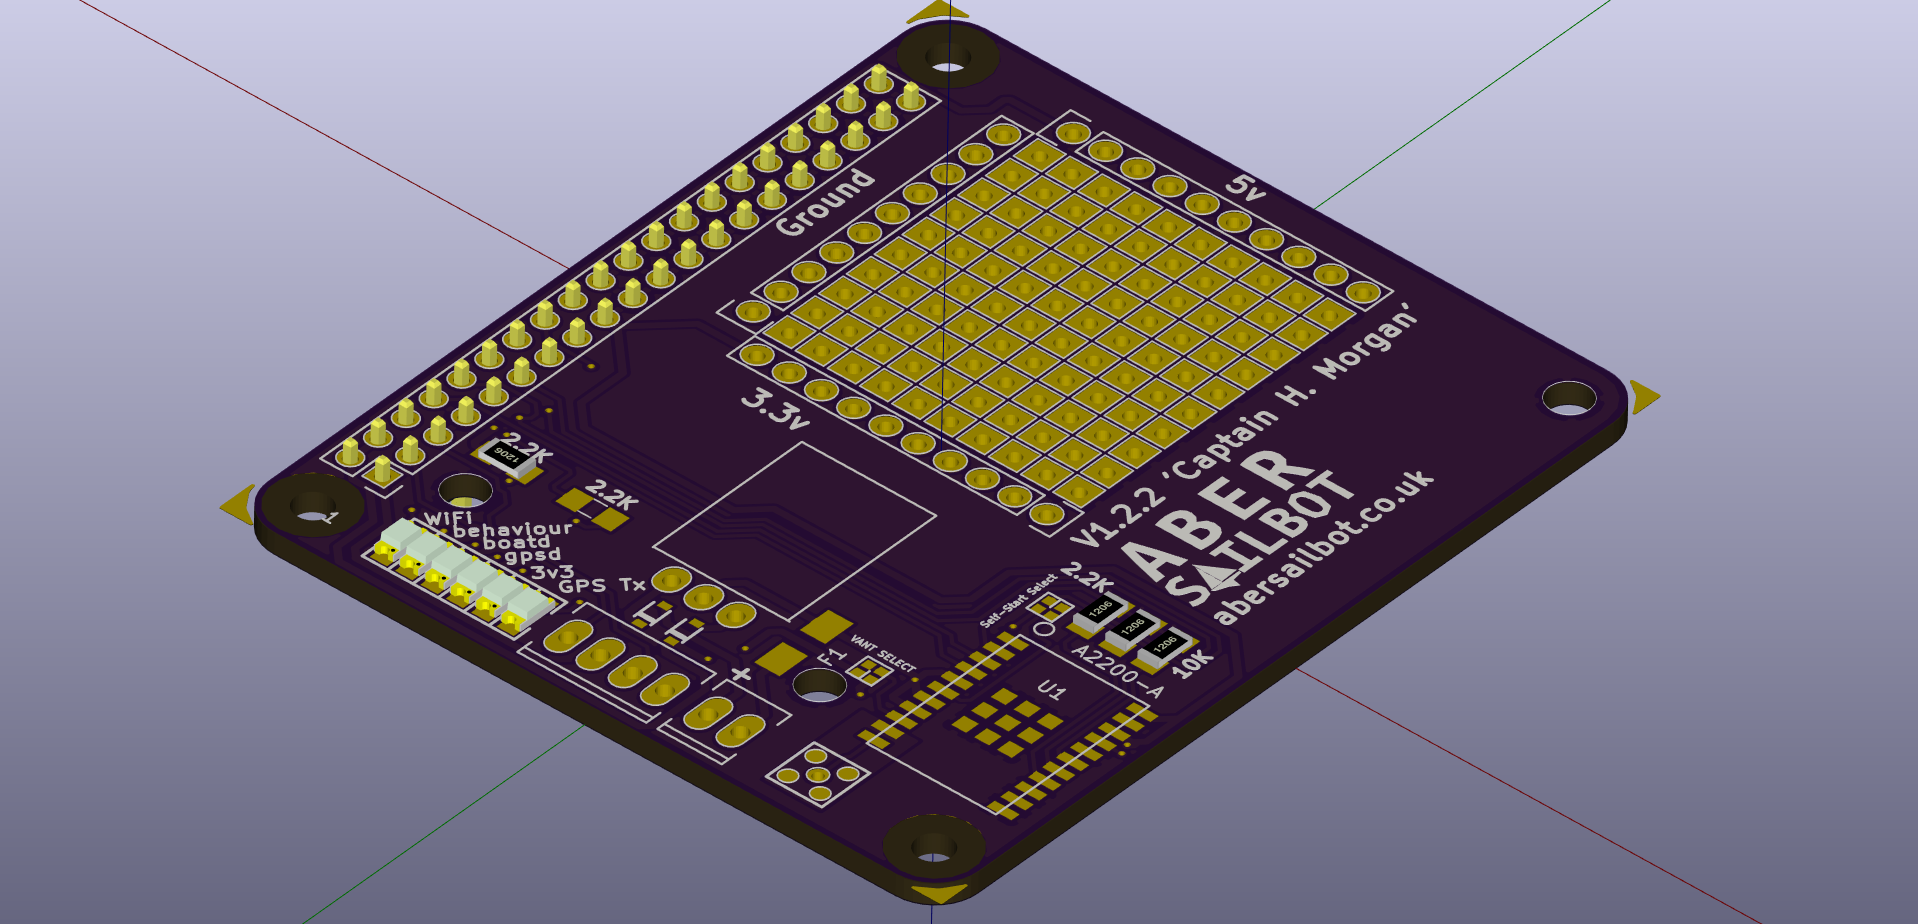 5v
Ground
3.3v
V1.2.2 'Captain H. Morgan'
ABER
SAILBOT
abersailbot.co.uk
2.2K
1206
2.2K
1
WiFi
behaviour
boatd
gpsd
3v3
GPS Tx
+
F1
VANT SELECT
Self-Start Select
2.2K
1206
1206
1206
10K
A2200-A
U1